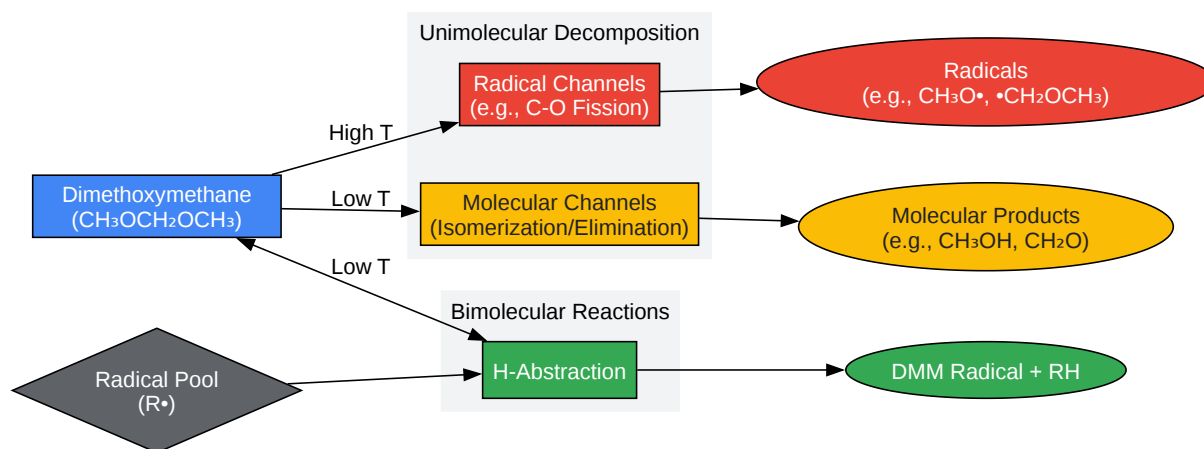 Unimolecular Decomposition
Radical Channels
(e.g., C-O Fission)
Radicals
(e.g., CH₃O•, •CH₂OCH₃)
High T
Dimethoxymethane
(CH₃OCH₂OCH₃)
Low T
Molecular Channels
(Isomerization/Elimination)
Molecular Products
(e.g., CH₃OH, CH₂O)
Low T
Bimolecular Reactions
Radical Pool
(R•)
H-Abstraction
DMM Radical + RH